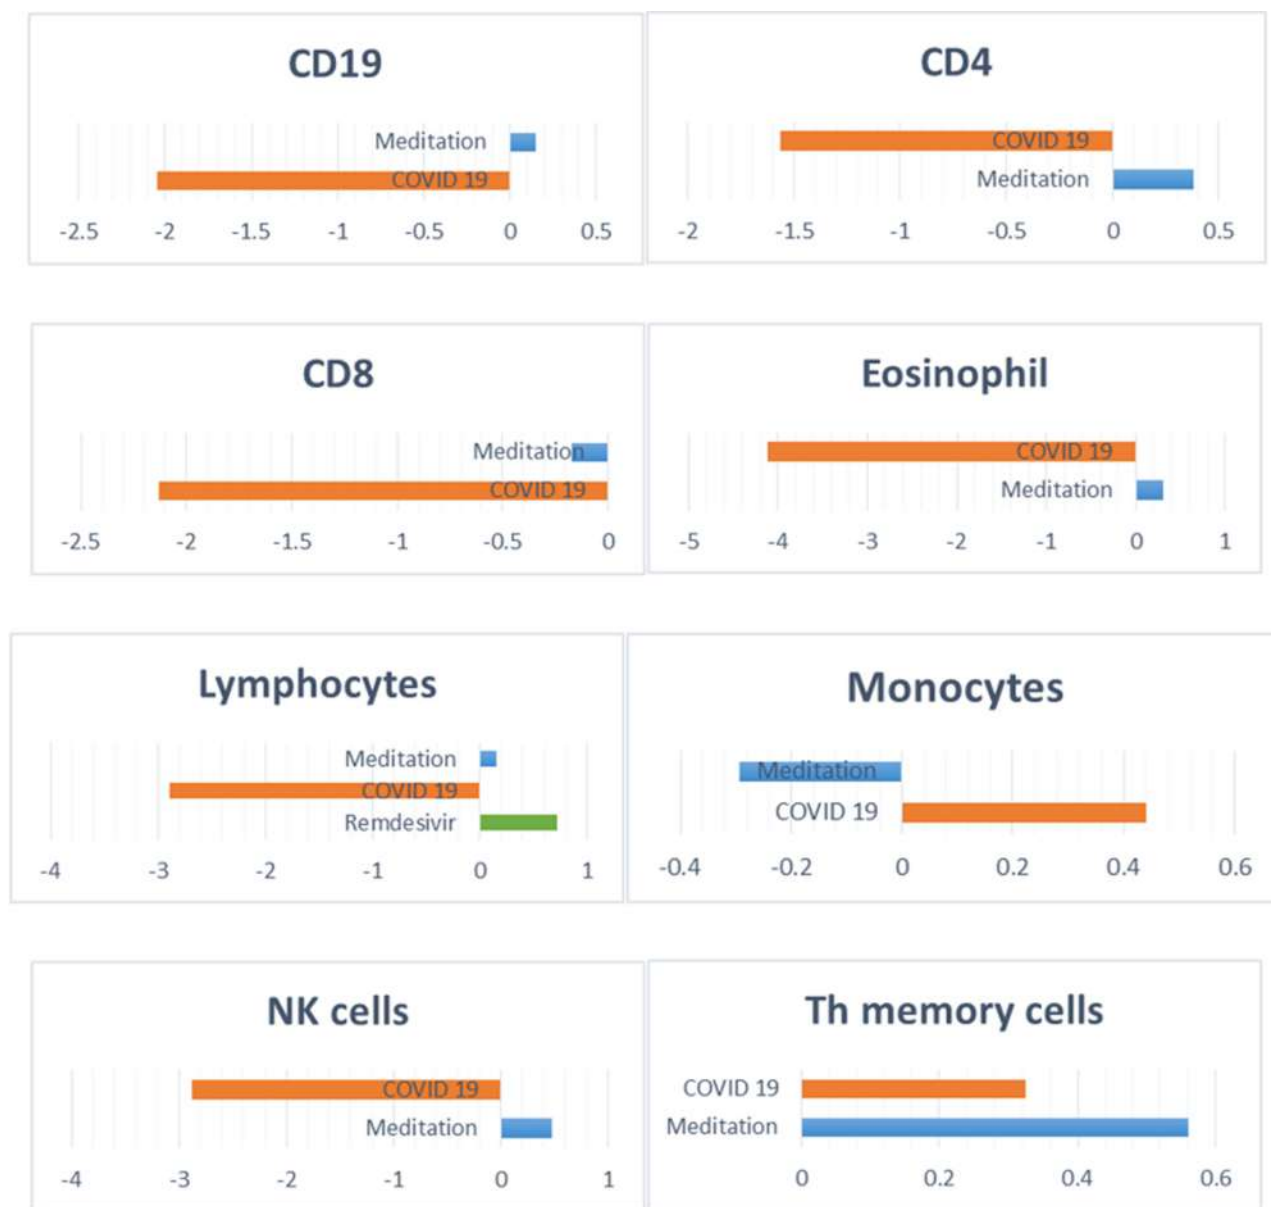 CD19
Meditation
COVID 19
-2.5 -2 -1.5 -1 -0.5 0 0.5
CD4
COVID 19
Meditation
-2 -1.5 -1 -0.5 0 0.5
CD8
Meditation
COVID 19
-2.5 -2 -1.5 -1 -0.5 0
Eosinophil
COVID 19
Meditation
-5 -4 -3 -2 -1 0 1
Lymphocytes
Meditation
COVID 19
Remdesivir
-4 -3 -2 -1 0 1
Monocytes
Meditation
COVID 19
-0.4 -0.2 0 0.2 0.4 0.6
NK cells
COVID 19
Meditation
-4 -3 -2 -1 0 1
Th memory cells
COVID 19
Meditation
0 0.2 0.4 0.6